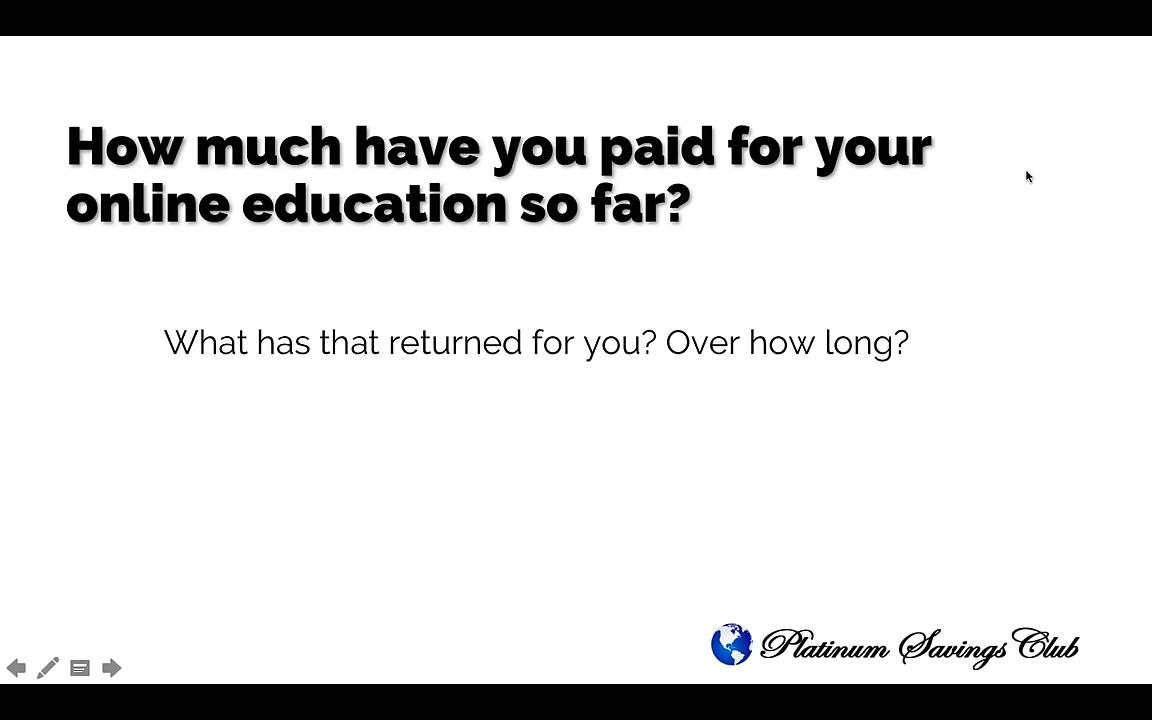 How much have you paid for your
online education so far?
What has that returned for you? Over how long?
Platinum Savings Club